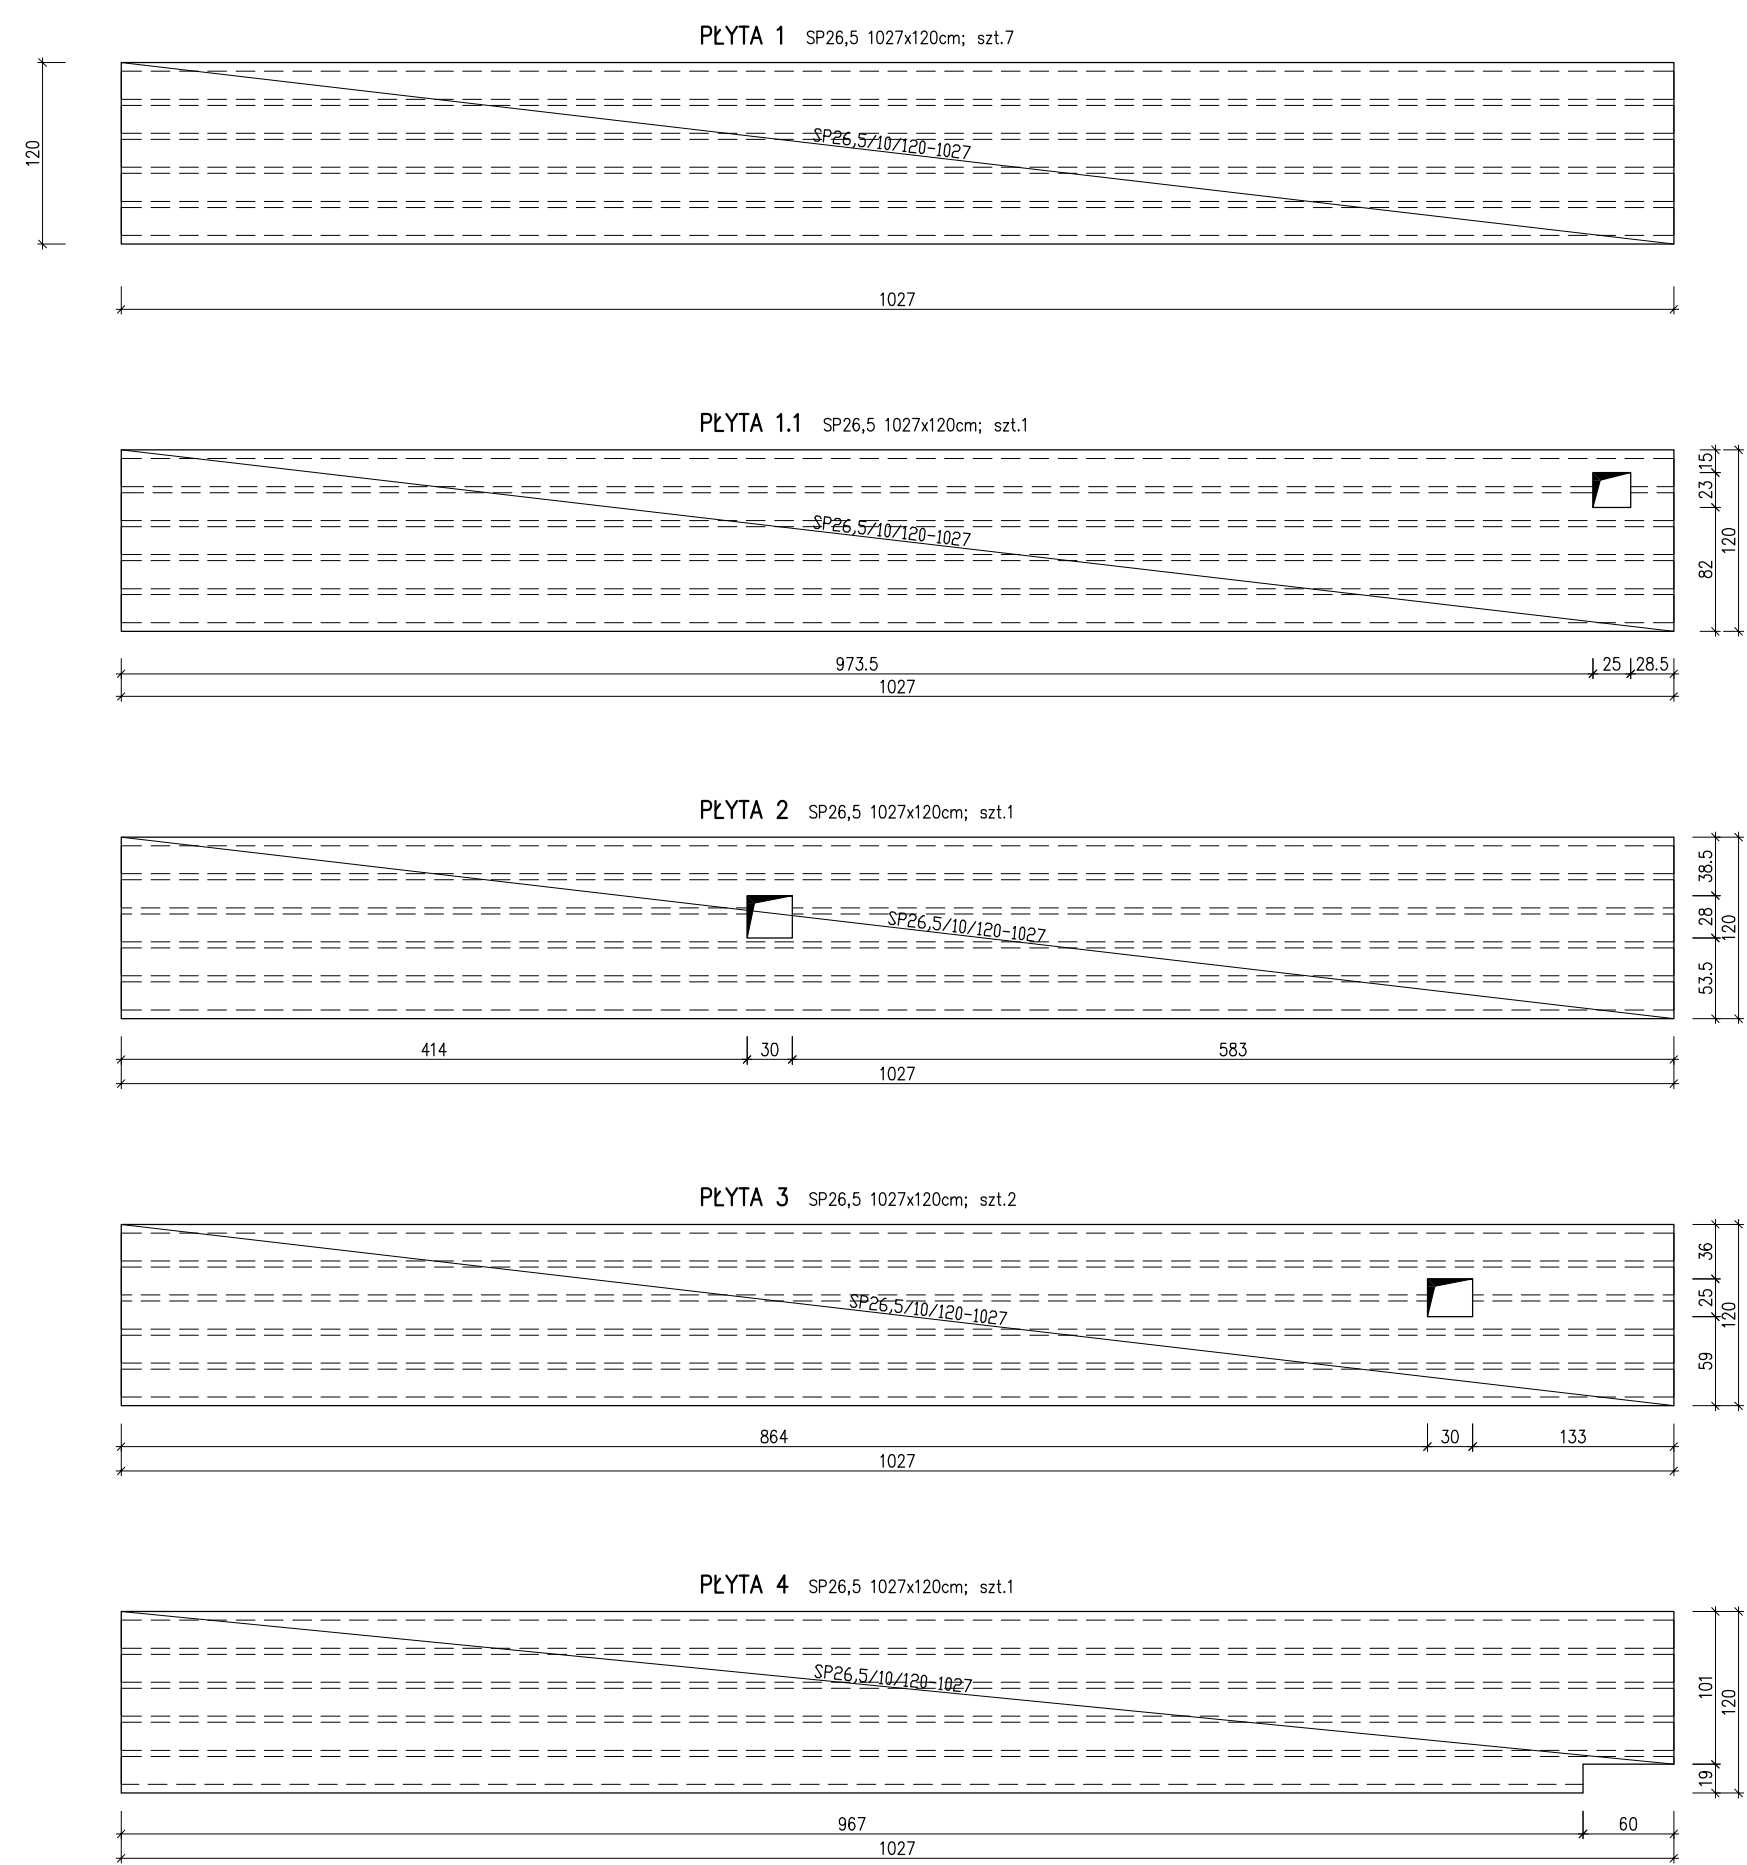 PŁYTA 1 SP26,5 1027x120cm; szt.7
120
SP26,5/10/120-1027
1027
PŁYTA 1.1 SP26,5 1027x120cm; szt.1
SP26,5/10/120-1027
15
23
82
120
973.5 25 28.5
1027
PŁYTA 2 SP26,5 1027x120cm; szt.1
SP26,5/10/120-1027
38.5
28
53.5
120
414 30 583
1027
PŁYTA 3 SP26,5 1027x120cm; szt.2
SP26,5/10/120-1027
36
25
59
120
864 30 133
1027
PŁYTA 4 SP26,5 1027x120cm; szt.1
SP26,5/10/120-1027
101
19
120
967 60
1027